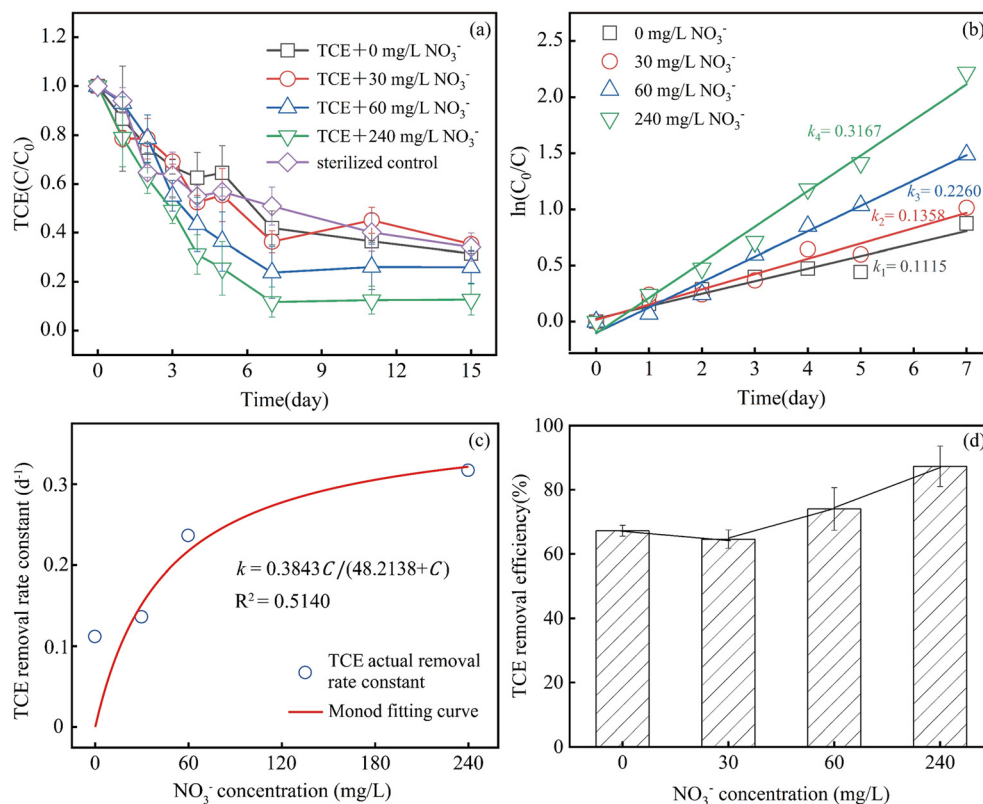 (a)
TCE+0 mg/L NO₃⁻
TCE+30 mg/L NO₃⁻
TCE+60 mg/L NO₃⁻
TCE+240 mg/L NO₃⁻
sterilized control
TCE(C/C₀)
1.2
1.0
0.8
0.6
0.4
0.2
0.0
0 3 6 9 12 15
Time(day)
(b)
0 mg/L NO₃⁻
30 mg/L NO₃⁻
60 mg/L NO₃⁻
240 mg/L NO₃⁻
k₄= 0.3167
k₃= 0.2260
k₂= 0.1358
k₁= 0.1115
ln(C₀/C)
2.5
2.0
1.5
1.0
0.5
0.0
0 1 2 3 4 5 6 7
Time(day)
(c)
k = 0.3843C/(48.2138+C)
R² = 0.5140
TCE actual removal
rate constant
Monod fitting curve
TCE removal rate constant (d⁻¹)
0.3
0.2
0.1
0
0 60 120 180 240
NO₃⁻ concentration (mg/L)
(d)
TCE removal efficiency(%)
100
80
60
40
20
0
0 30 60 240
NO₃⁻ concentration (mg/L)